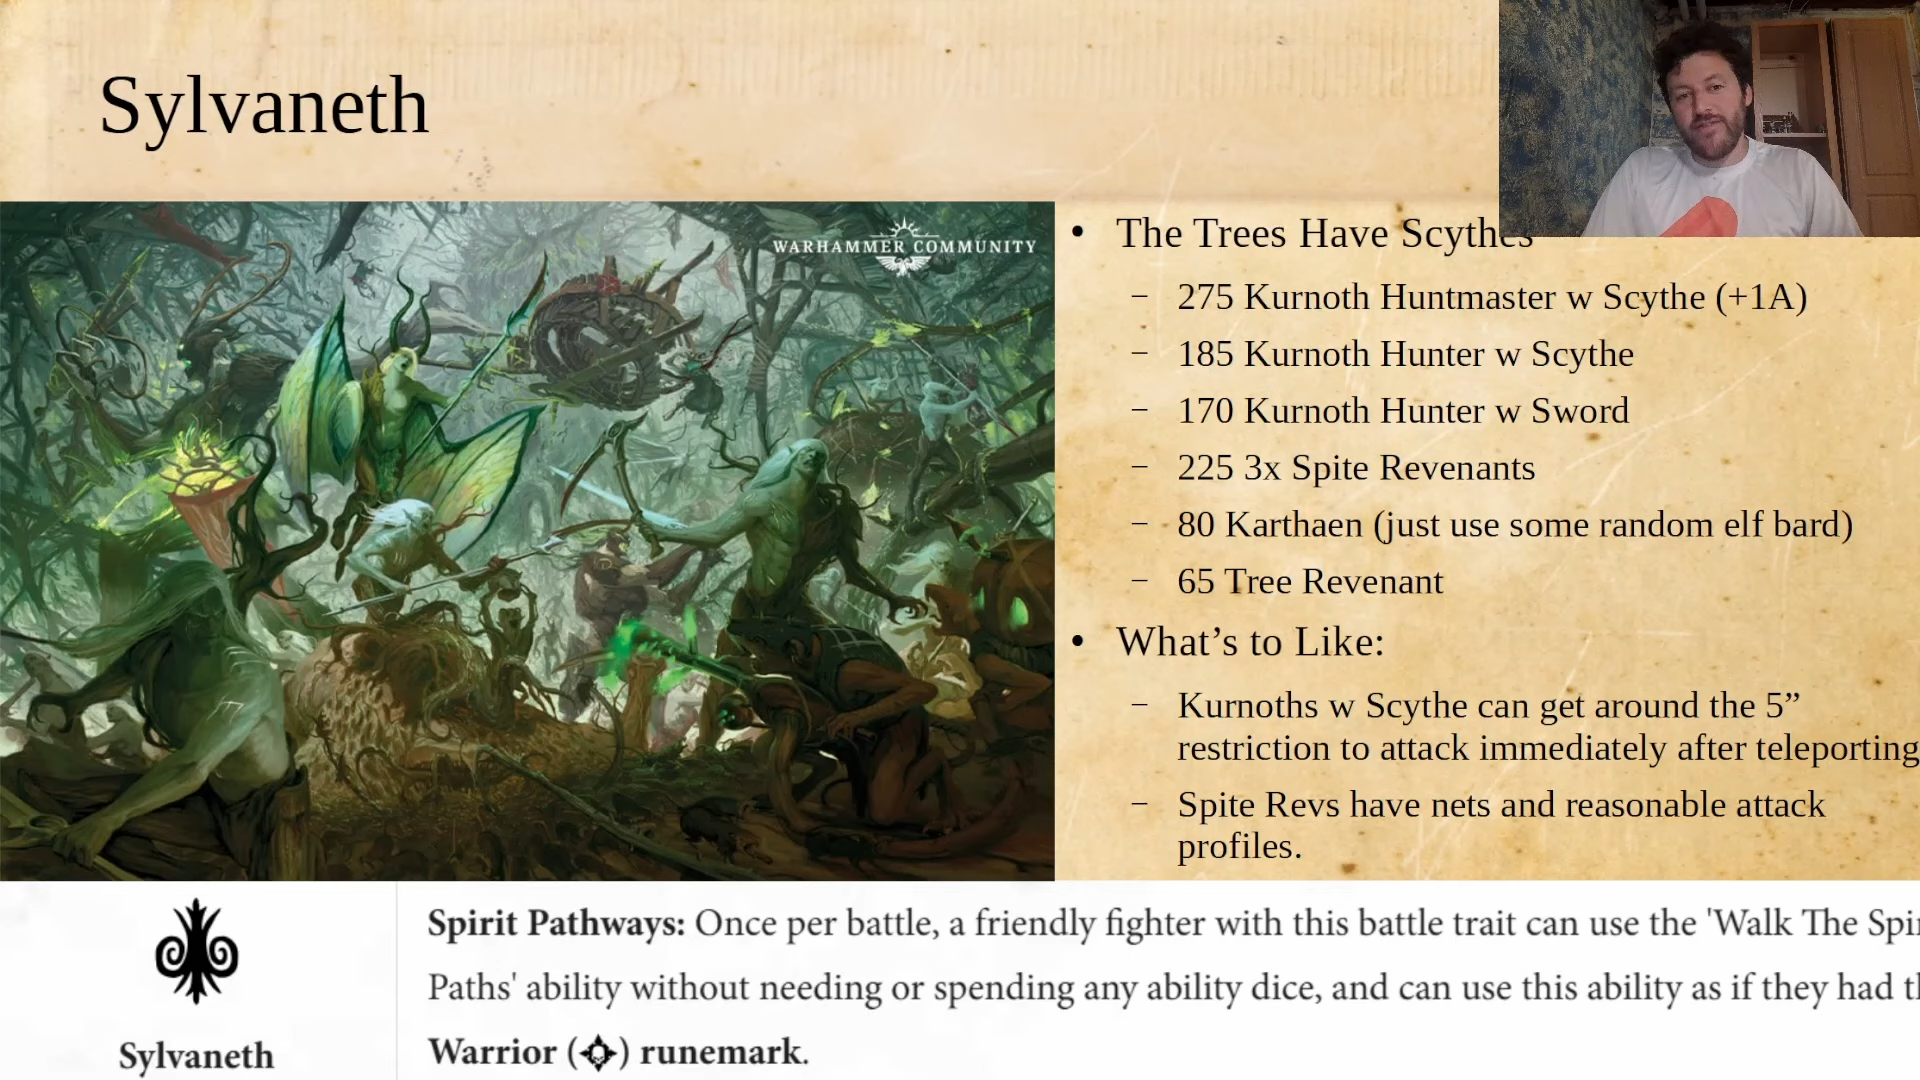 Sylvaneth
WARHAMMER COMMUNITY
• The Trees Have Scythes
– 275 Kurnoth Huntmaster w Scythe (+1A)
– 185 Kurnoth Hunter w Scythe
– 170 Kurnoth Hunter w Sword
– 225 3x Spite Revenants
– 80 Karthaen (just use some random elf bard)
– 65 Tree Revenant
• What’s to Like:
– Kurnoths w Scythe can get around the 5”
restriction to attack immediately after teleporting
– Spite Revs have nets and reasonable attack
profiles.
Sylvaneth
Spirit Pathways: Once per battle, a friendly fighter with this battle trait can use the 'Walk The
Paths' ability without needing or spending any ability dice, and can use this ability as if they had
Warrior ( ) runemark.